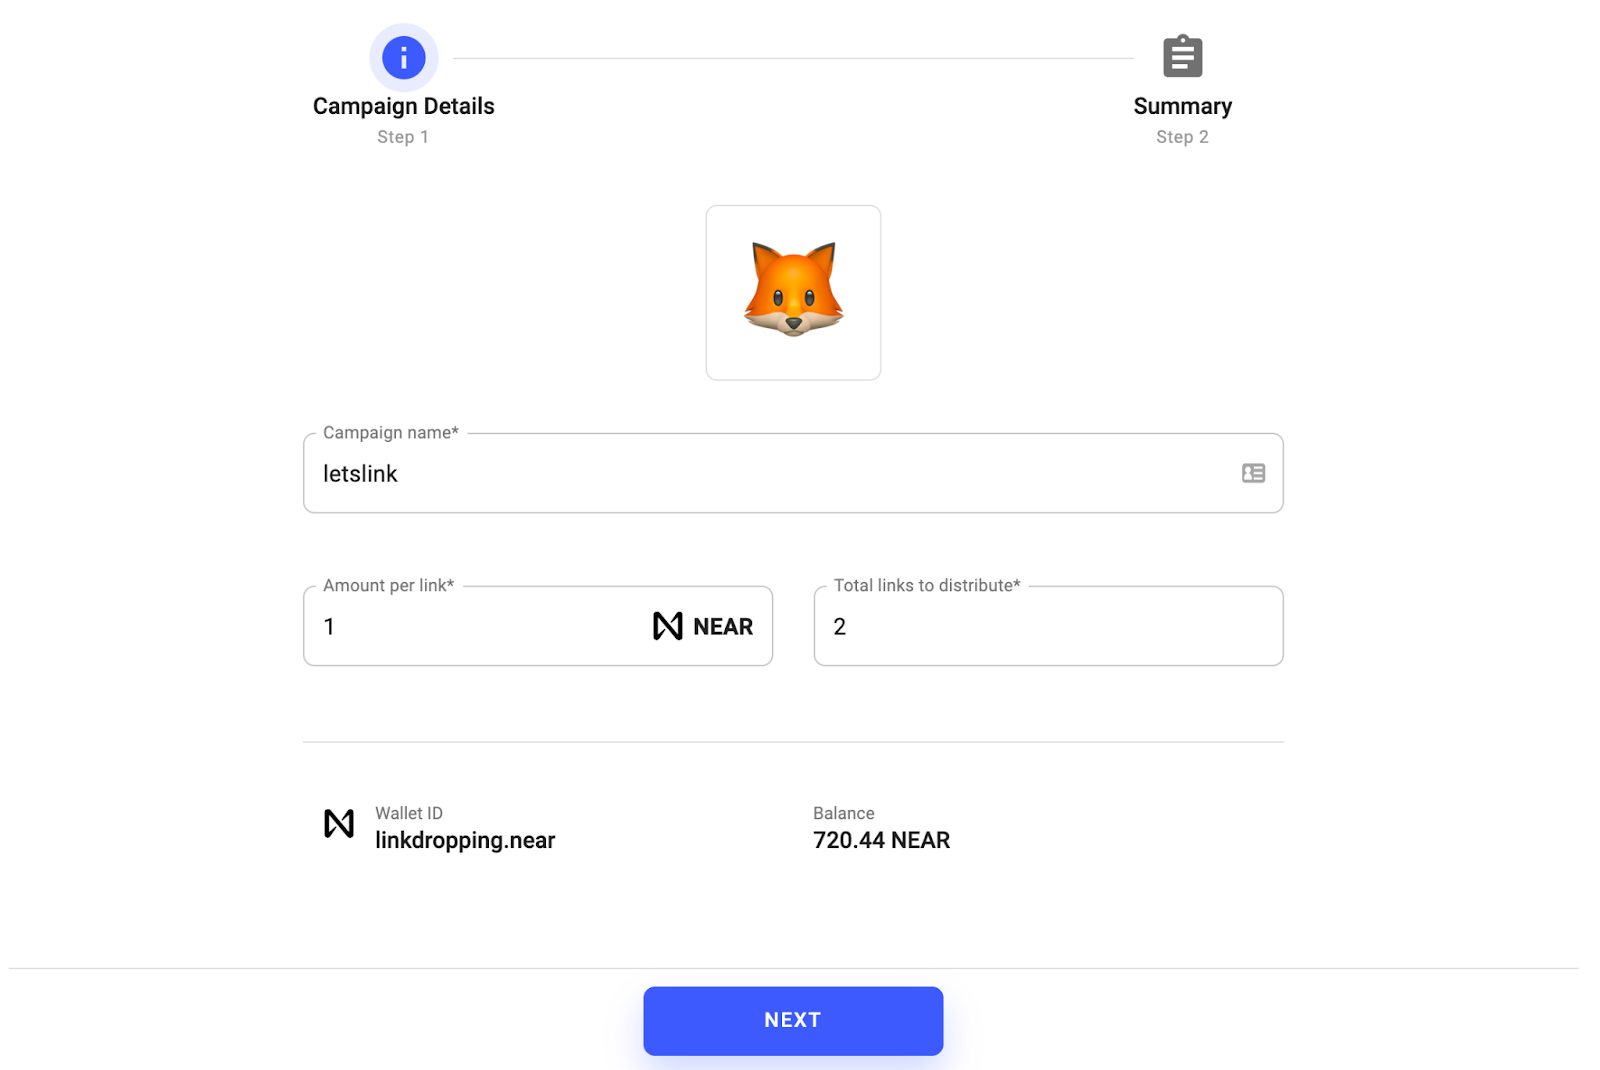 Campaign Details
Step 1
Summary
Step 2
Campaign name*
letslink
Amount per link*
1
NEAR
Total links to distribute*
2
Wallet ID
linkdropping.near
Balance
720.44 NEAR
NEXT